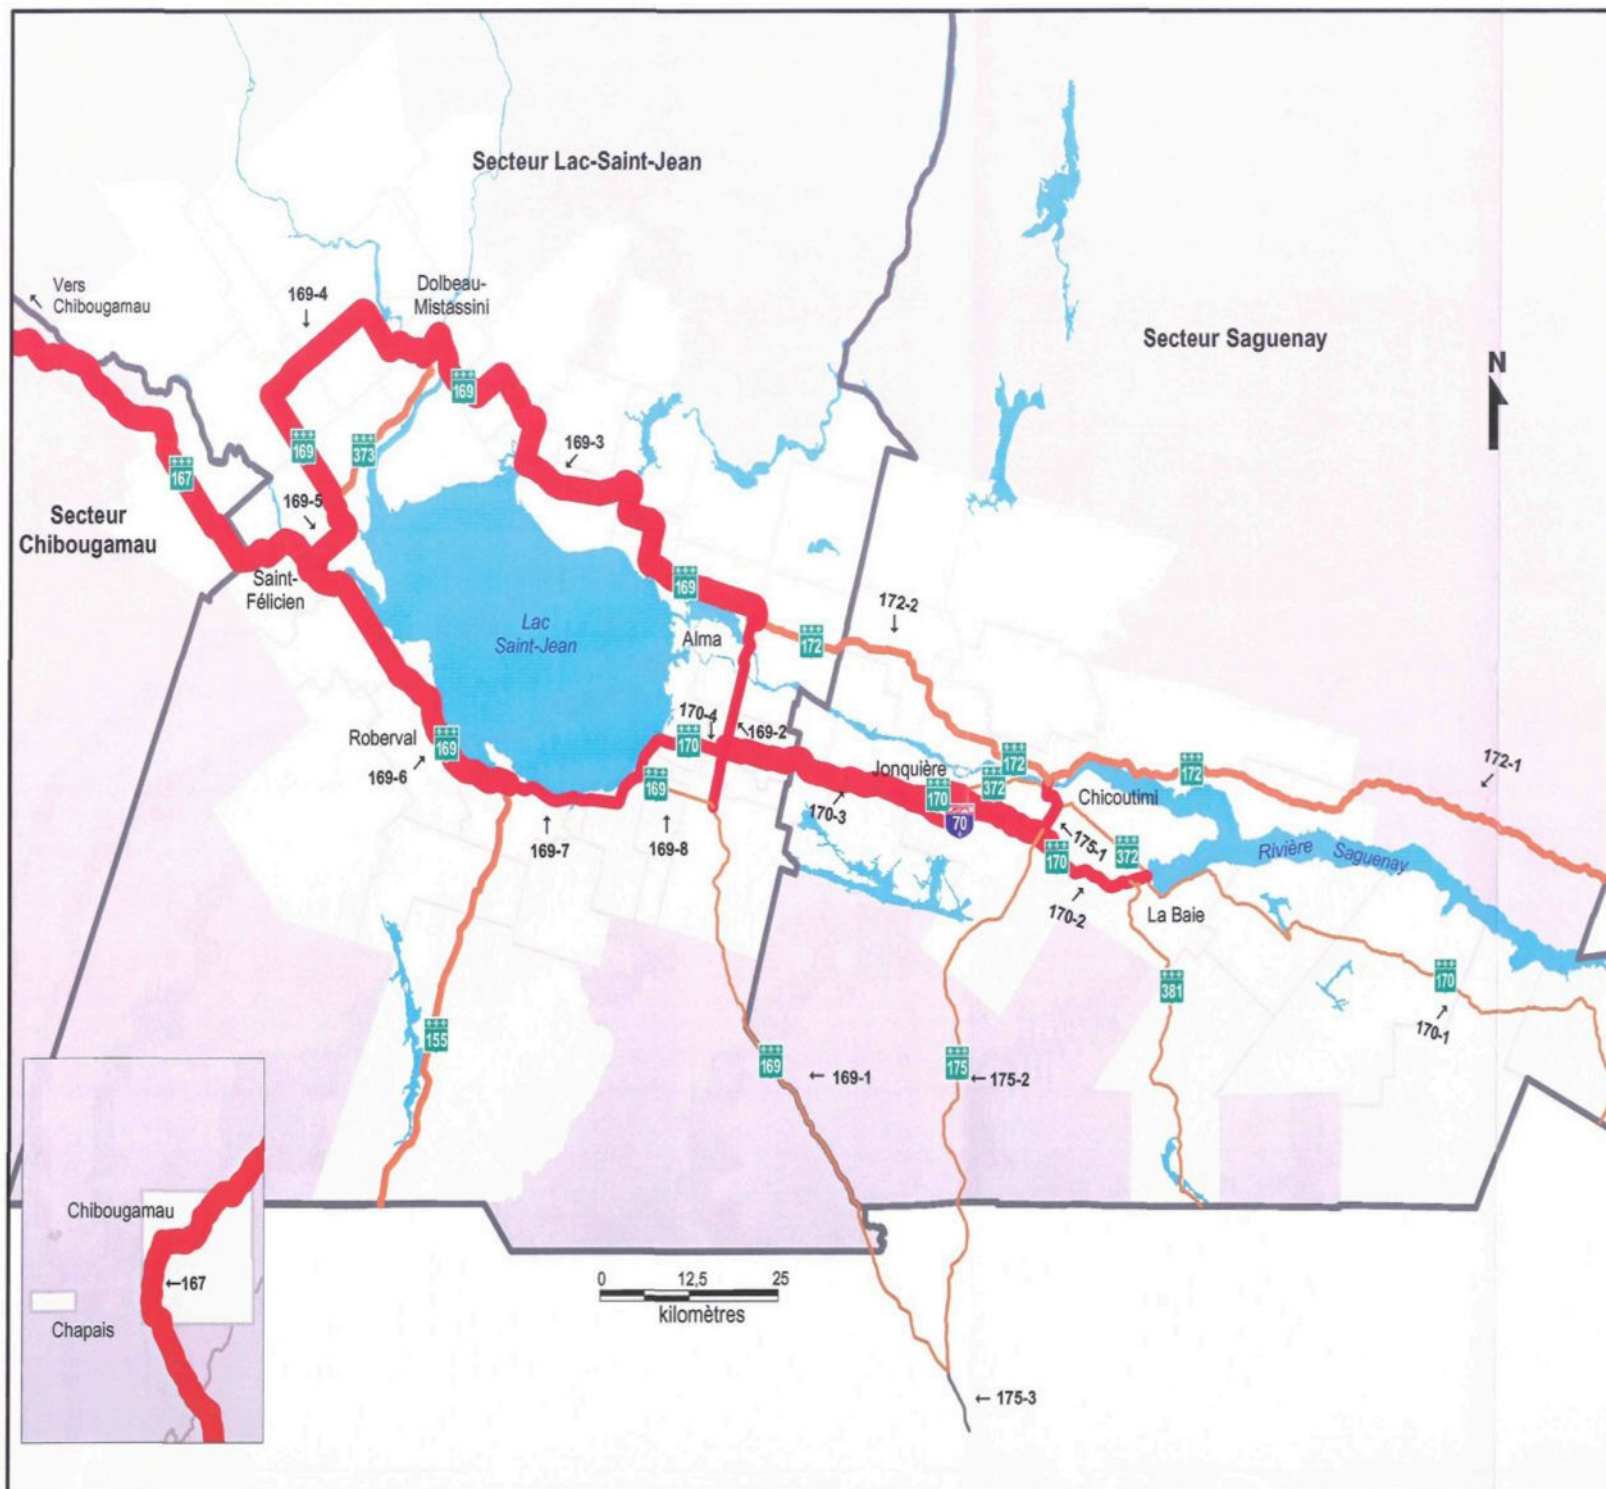 Secteur Lac-Saint-Jean
Vers
Chibougamau
169-4
Dolbeau-
Mistassini
Secteur Saguenay
N
169
169-3
169
373
167
169-5
Secteur
Chibougamau
Saint-
Félicien
169
Lac
Saint-Jean
Alma
172-2
172
Roberval
169
169-6
170-4
170
169-2
169
Jonquière
170
372
172
70
170-3
172
172-1
Chicoutimi
175-1
372
Rivière Saguenay
169-7
169-8
170
170-2
La Baie
381
170
170-1
155
169
169-1
175
175-2
Chibougamau
167
Chapais
0 12,5 25
kilomètres
175-3